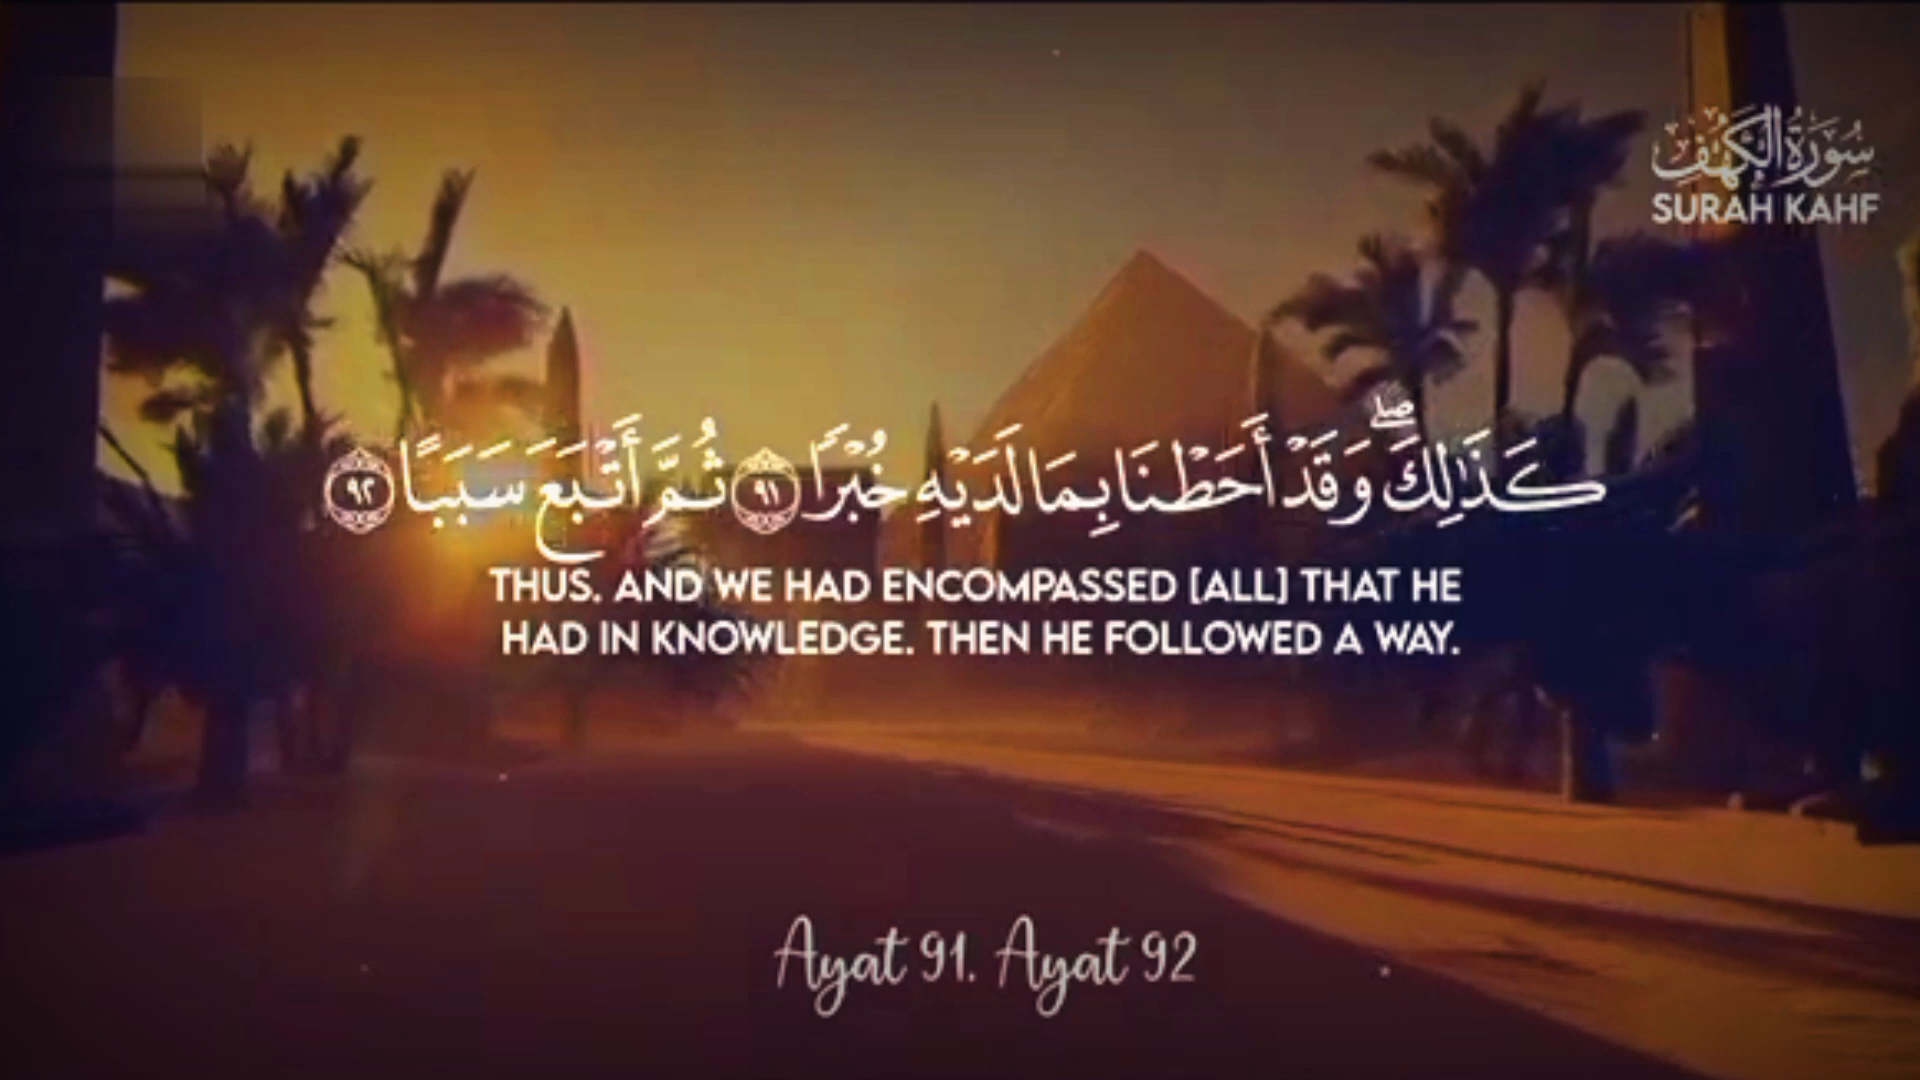 سُورَةُ الكَهْفِ
SURAH KAHF
كَذَٰلِكَۖ وَقَدْ أَحَطْنَا بِمَا لَدَيْهِ خُبْرًا ٩١ ثُمَّ أَتْبَعَ سَبَبًا ٩٢
THUS. AND WE HAD ENCOMPASSED [ALL] THAT HE
HAD IN KNOWLEDGE. THEN HE FOLLOWED A WAY.
Ayat 91. Ayat 92